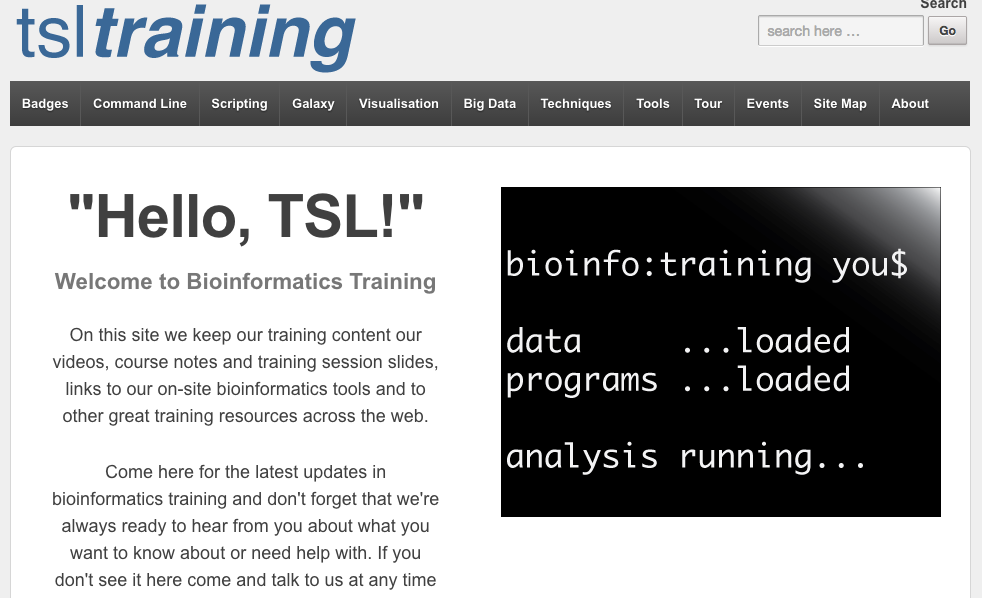 Search
tsltraining
search here ...
Go
Badges Command Line Scripting Galaxy Visualisation Big Data Techniques Tools Tour Events Site Map About
"Hello, TSL!"
Welcome to Bioinformatics Training
On this site we keep our training content our
videos, course notes and training session slides,
links to our on-site bioinformatics tools and to
other great training resources across the web.
Come here for the latest updates in
bioinformatics training and don't forget that we're
always ready to hear from you about what you
want to know about or need help with. If you
don't see it here come and talk to us at any time
bioinfo:training you$
data ...loaded
programs ...loaded
analysis running...